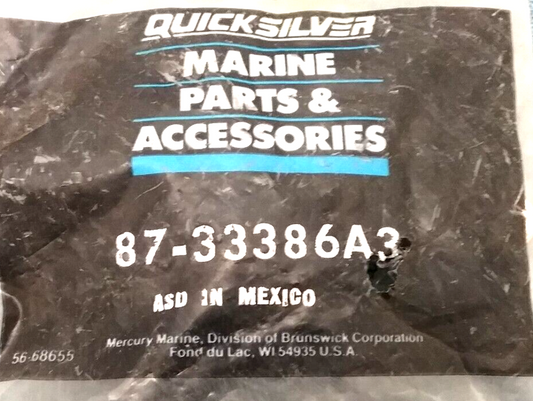 QUICKSILVER
MARINE
PARTS &
ACCESSORIES
87-33386A3
ASD IN MEXICO
Mercury Marine, Division of Brunswick Corporation
56-68655
Fond du Lac, WI 54935 U.S.A.